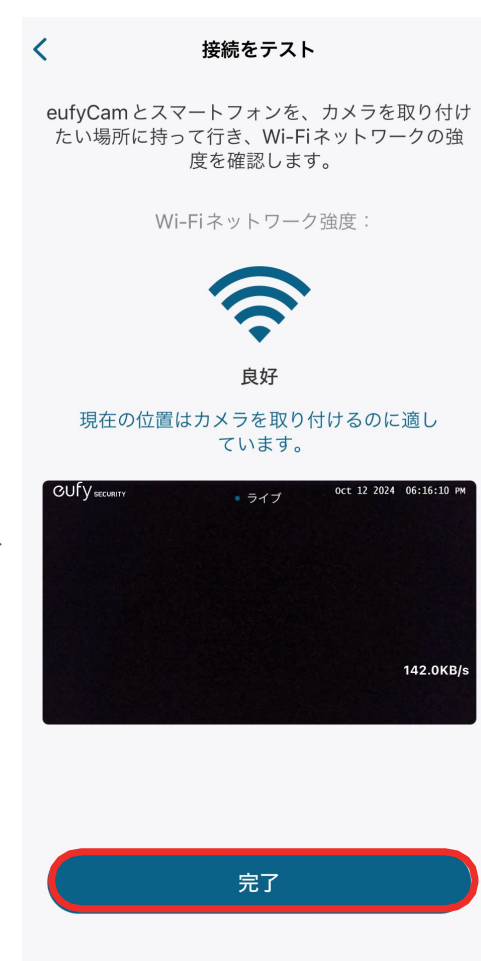 接続をテスト
eufyCamとスマートフォンを、カメラを取り付け
たい場所に持って行き、Wi-Fiネットワークの強
度を確認します。
Wi-Fiネットワーク強度：
良好
現在の位置はカメラを取り付けるのに適し
ています。
eufy SECURITY
ライブ
Oct 12 2024 06:16:10 PM
142.0KB/s
完了